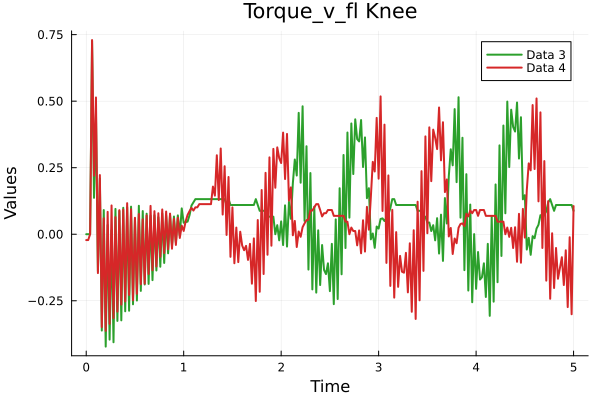 Torque_v_fl Knee
Data 3
Data 4
Values
0.75
0.50
0.25
0.00
−0.25
0 1 2 3 4 5
Time